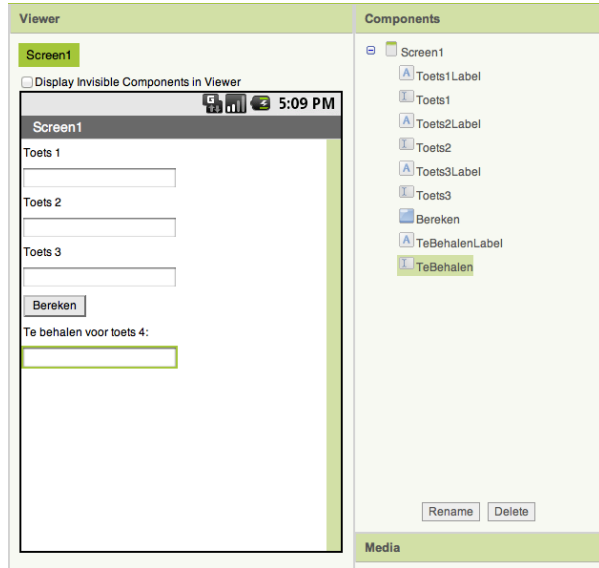 Viewer
Screen1
Display Invisible Components in Viewer
5:09 PM
Screen1
Toets 1
Toets 2
Toets 3
Bereken
Te behalen voor toets 4:
Components
Screen1
Toets1Label
Toets1
Toets2Label
Toets2
Toets3Label
Toets3
Bereken
TeBehalenLabel
TeBehalen
Rename Delete
Media